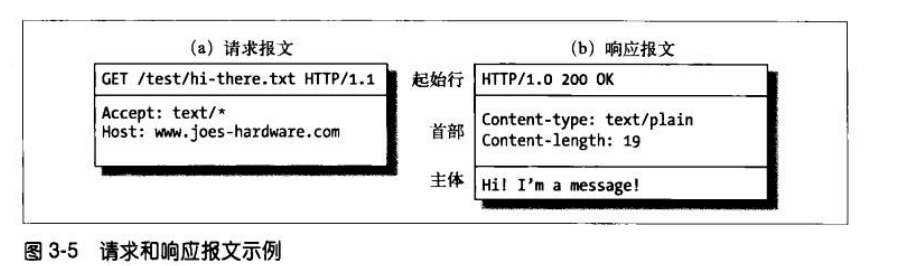 (a) 请求报文
GET /test/hi-there.txt HTTP/1.1
Accept: text/*
Host: www.joes-hardware.com
起始行
首部
主体
(b) 响应报文
HTTP/1.0 200 OK
Content-type: text/plain
Content-length: 19
Hi! I'm a message!
图 3-5 请求和响应报文示例